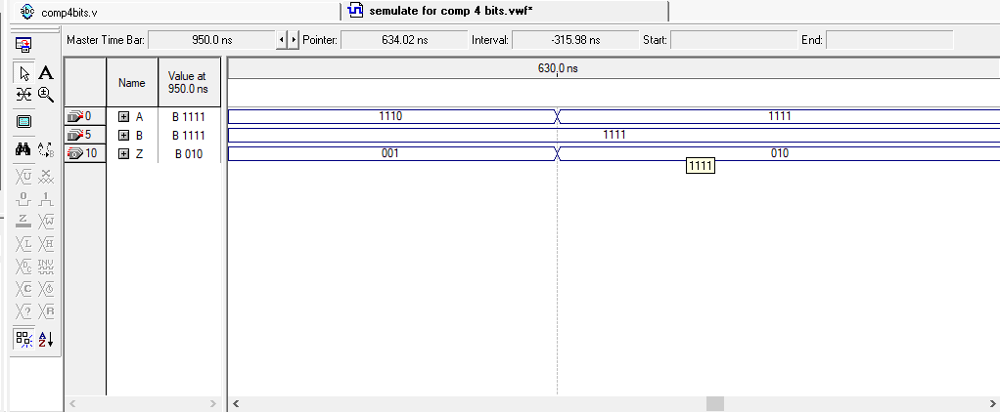 comp4bits.v
semulate for comp 4 bits.vwf*
Master Time Bar: 950.0 ns Pointer: 634.02 ns Interval: -315.98 ns Start: End:
Name Value at 950.0 ns 630.0 ns
0 A B 1111 1110 1111
5 B B 1111 1111
10 Z B 010 001 010
1111